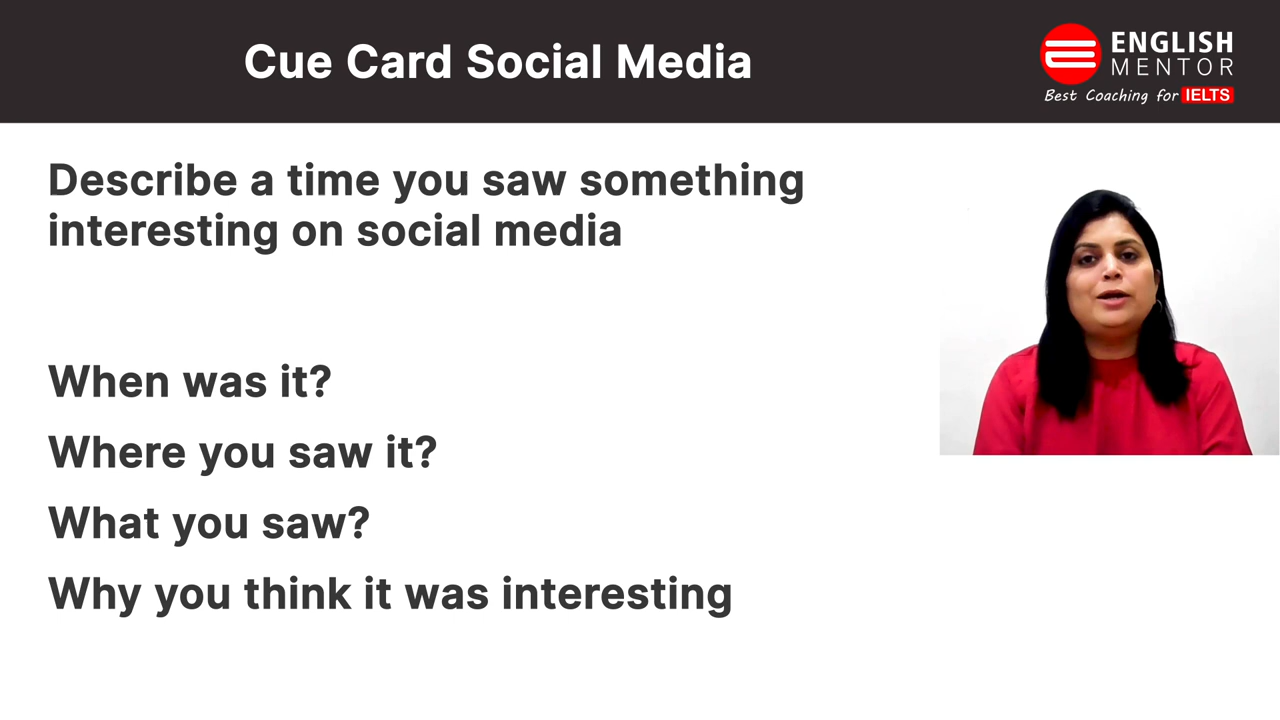 Cue Card Social Media
ENGLISH
MENTOR
Best Coaching for IELTS
Describe a time you saw something
interesting on social media
When was it?
Where you saw it?
What you saw?
Why you think it was interesting